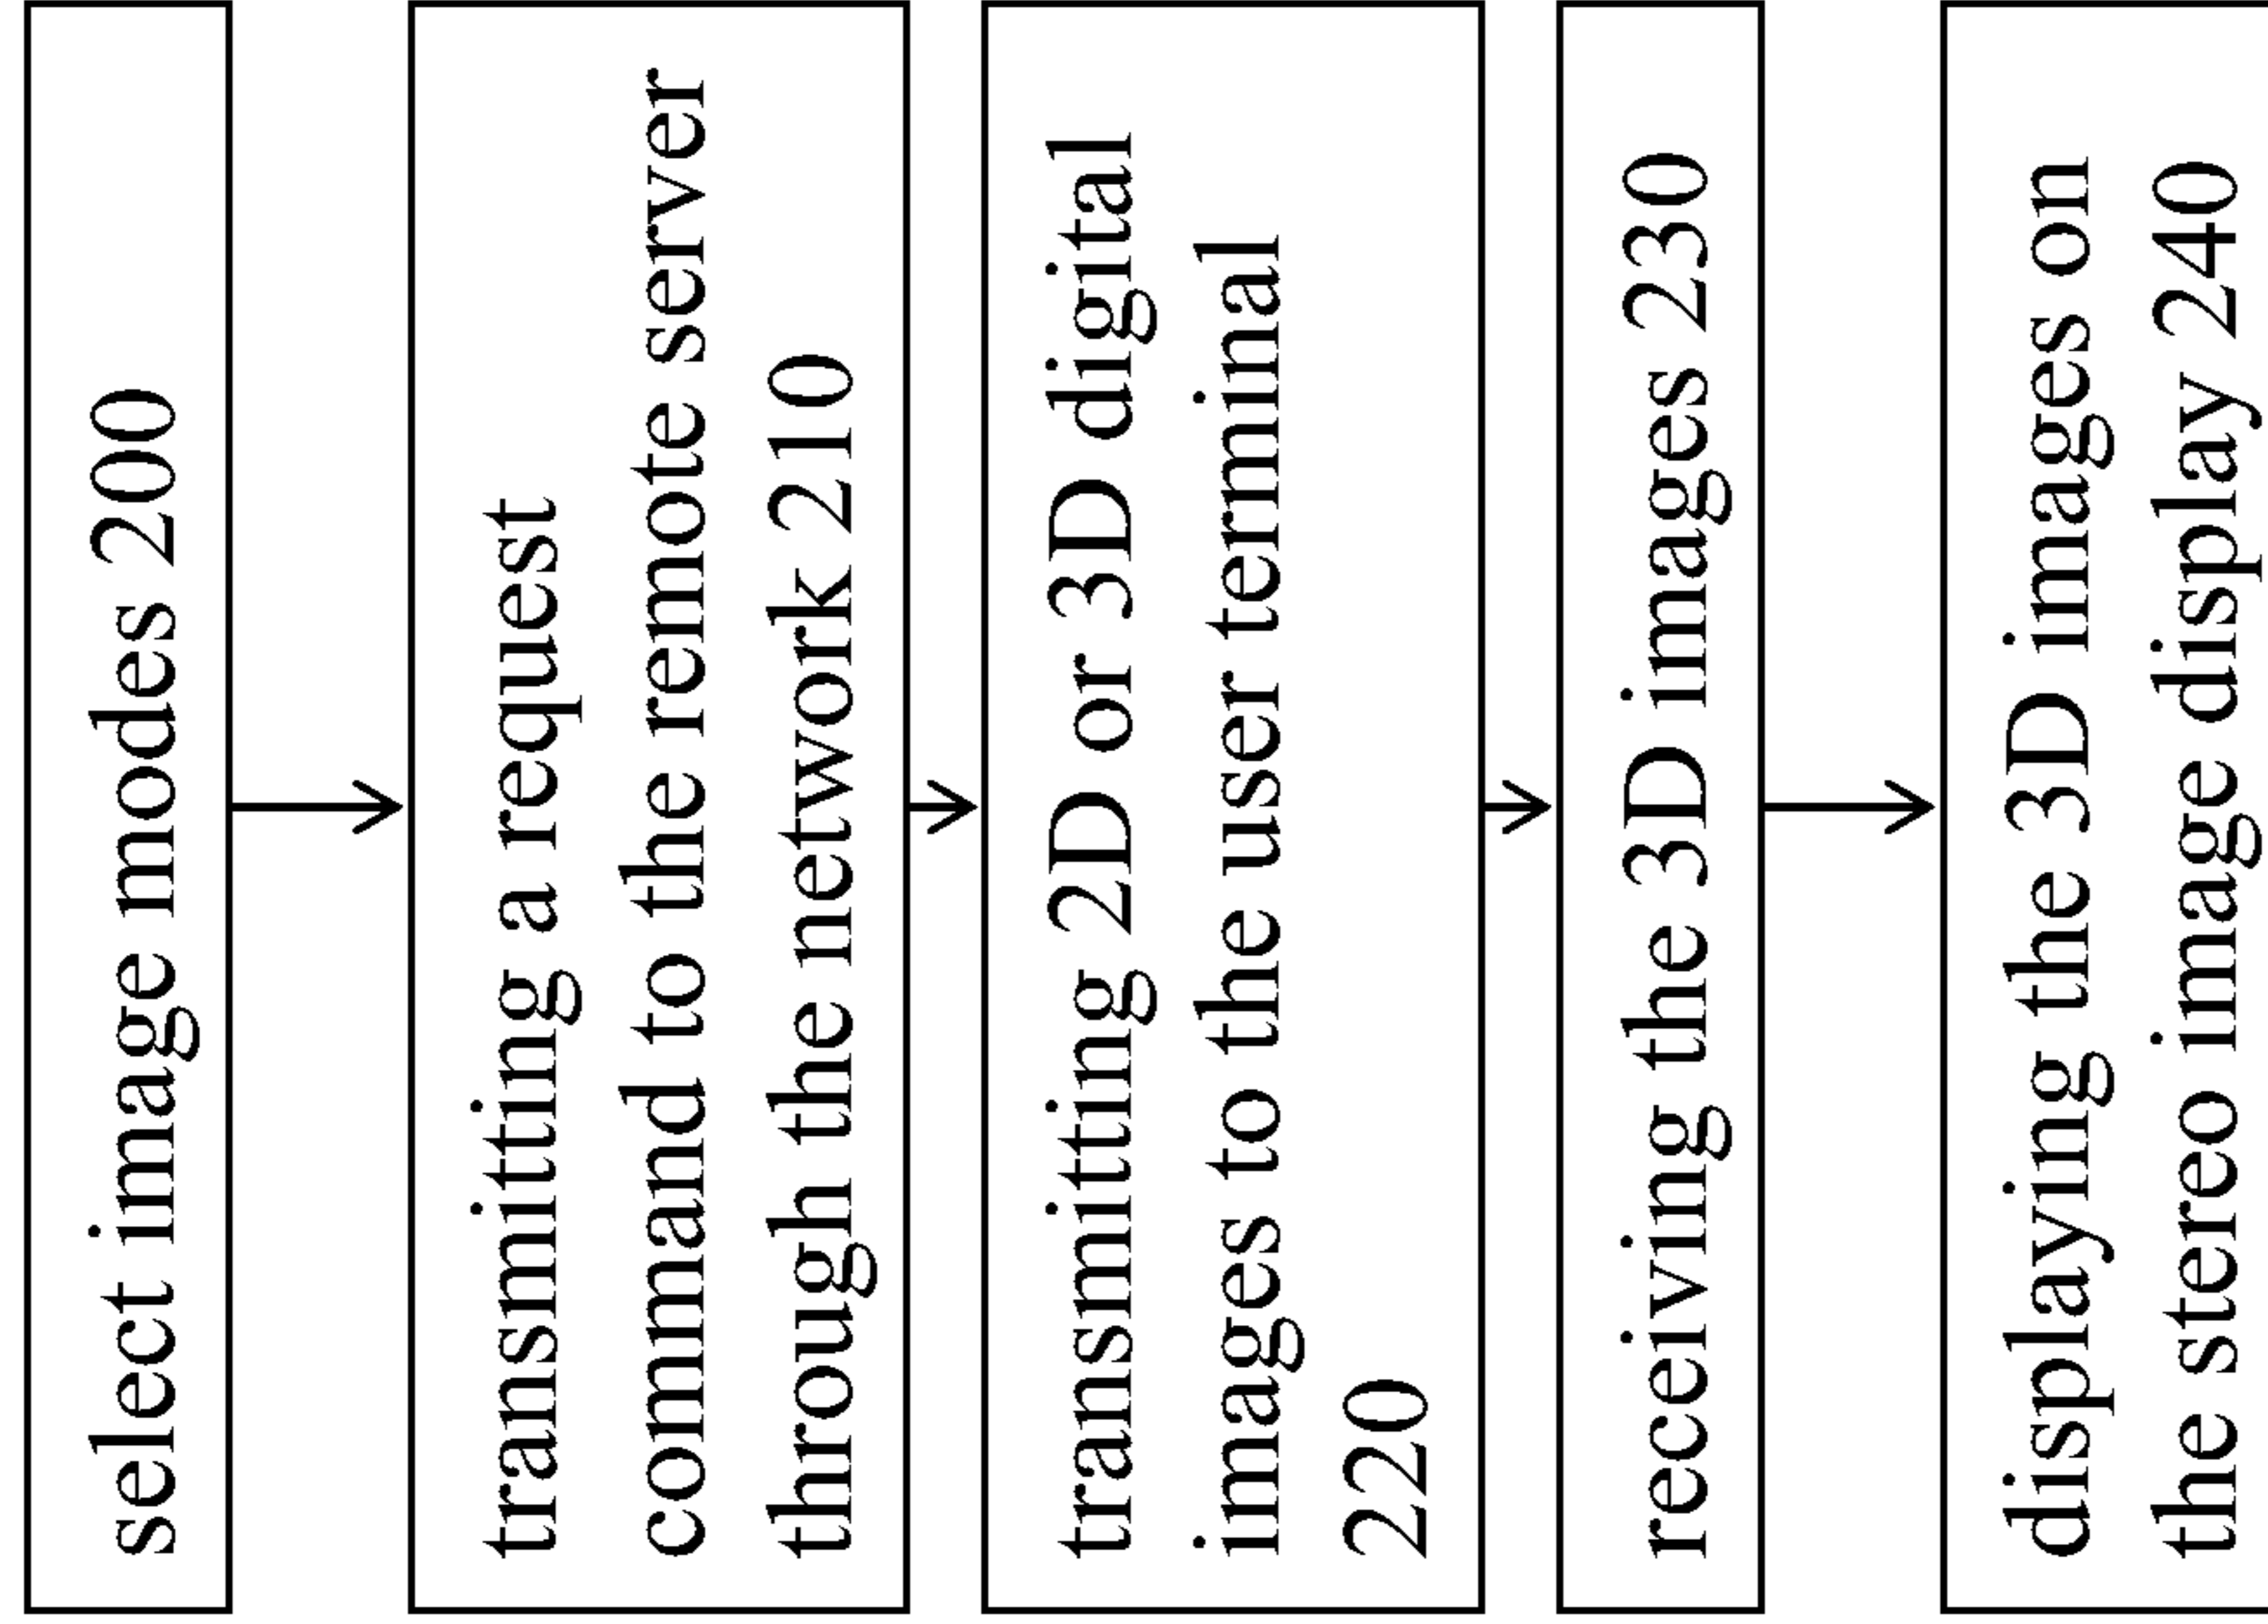 select image modes 200
transmitting a request
command to the remote server
through the network 210
transmitting 2D or 3D digital
images to the user terminal
220
receiving the 3D images 230
displaying the 3D images on
the stereo image display 240